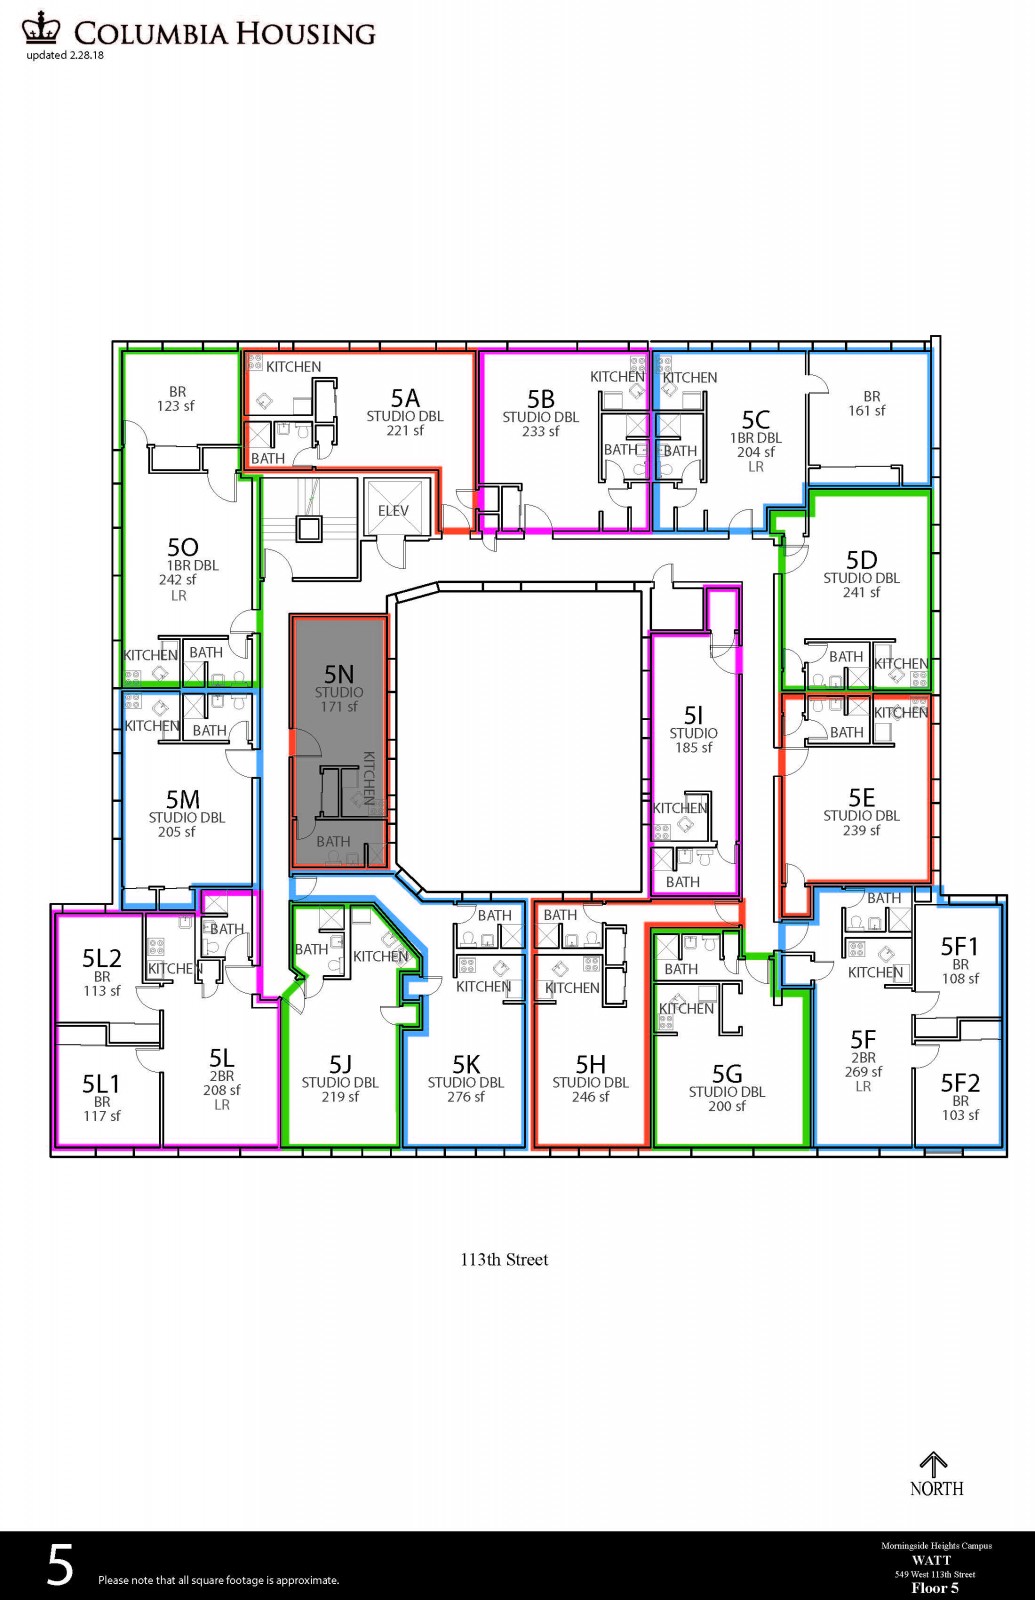 COLUMBIA HOUSING
updated 2.28.18
BR
123 sf
KITCHEN
5A
STUDIO DBL
221 sf
BATH
KITCHEN
5B
STUDIO DBL
233 sf
BATH
KITCHEN
5C
1BR DBL
204 sf
LR
BATH
BR
161 sf
ELEV
5O
1BR DBL
242 sf
LR
KITCHEN
BATH
5D
STUDIO DBL
241 sf
BATH
KITCHEN
5N
STUDIO
171 sf
KITCHEN
BATH
5I
STUDIO
185 sf
KITCHEN
BATH
KITCHEN
BATH
5M
STUDIO DBL
205 sf
KITCHEN
BATH
5E
STUDIO DBL
239 sf
5L2
BR
113 sf
KITCHEN
BATH
5L1
BR
117 sf
5L
2BR
208 sf
LR
BATH
KITCHEN
5J
STUDIO DBL
219 sf
BATH
KITCHEN
5K
STUDIO DBL
276 sf
BATH
KITCHEN
5H
STUDIO DBL
246 sf
BATH
KITCHEN
5G
STUDIO DBL
200 sf
BATH
KITCHEN
5F
2BR
269 sf
LR
5F1
BR
108 sf
5F2
BR
103 sf
113th Street
NORTH
5
Please note that all square footage is approximate.
Morningside Heights Campus
WATT
549 West 113th Street
Floor 5